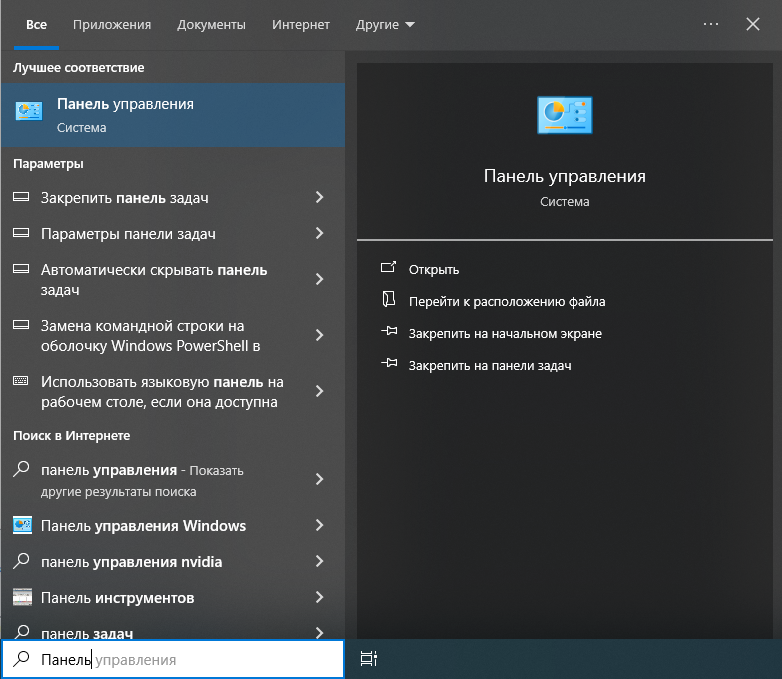 Все Приложения Документы Интернет Другие ...
Лучшее соответствие
Панель управления
Система
Параметры
Закрепить панель задач
Параметры панели задач
Автоматически скрывать панель
задач
Замена командной строки на
оболочку Windows PowerShell в
Использовать языковую панель на
рабочем столе, если она доступна
Поиск в Интернете
панель управления - Показать
другие результаты поиска
Панель управления Windows
панель управления nvidia
Панель инструментов
панель задач
Панель управления
Панель управления
Система
Открыть
Перейти к расположению файла
Закрепить на начальном экране
Закрепить на панели задач